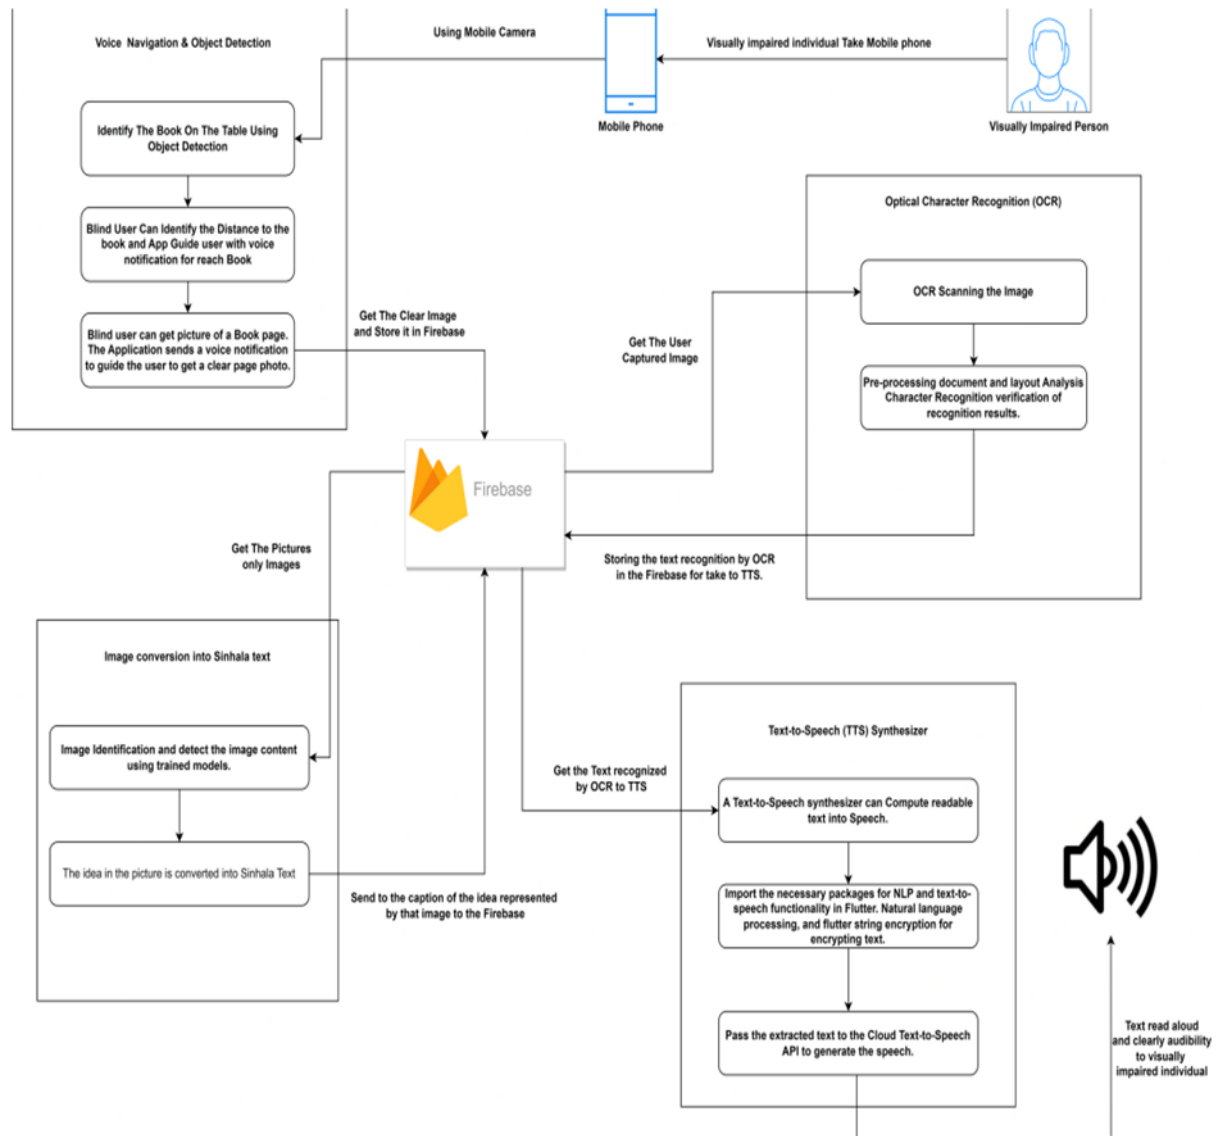 Voice Navigation & Object Detection
Using Mobile Camera
Visually impaired individual Take Mobile phone
Mobile Phone
Visually Impaired Person
Identify The Book On The Table Using
Object Detection
Blind User Can Identify the Distance to the
book and App Guide user with voice
notification for reach Book
Blind user can get picture of a Book page.
The Application sends a voice notification
to guide the user to get a clear page photo.
Get The Clear Image
and Store it in Firebase
Optical Character Recognition (OCR)
OCR Scanning the Image
Get The User
Captured Image
Pre-processing document and layout Analysis
Character Recognition verification of
recognition results.
Firebase
Storing the text recognition by OCR
in the Firebase for take to TTS.
Get The Pictures
only Images
Image conversion into Sinhala text
Image Identification and detect the image content
using trained models.
The idea in the picture is converted into Sinhala Text
Send to the caption of the idea represented
by that image to the Firebase
Get the Text recognized
by OCR to TTS
Text-to-Speech (TTS) Synthesizer
A Text-to-Speech synthesizer can Compute readable
text into Speech.
Import the necessary packages for NLP and text-to-
speech functionality in Flutter. Natural language
processing, and flutter string encryption for
encrypting text.
Pass the extracted text to the Cloud Text-to-Speech
API to generate the speech.
Text read aloud
and clearly audibility
to visually
impaired individual